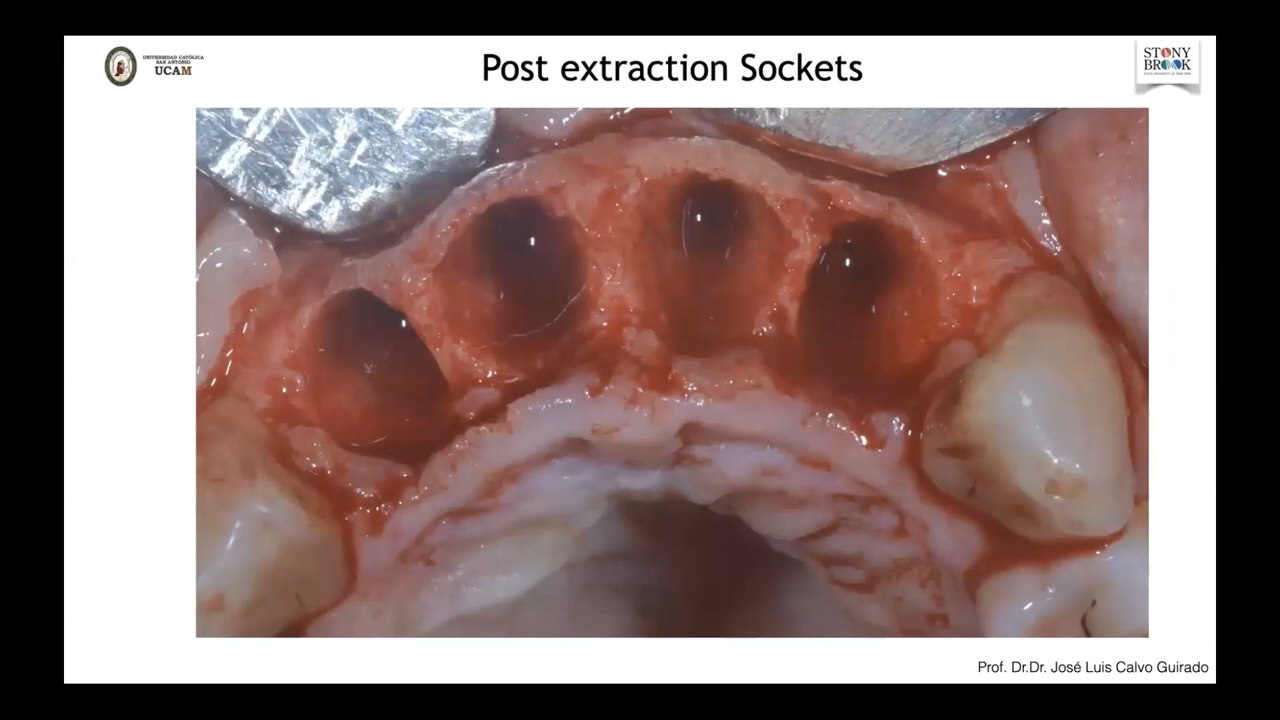 UNIVERSIDAD CATÓLICA
SAN ANTONIO
UCAM
Post extraction Sockets
STONY
BROOK
Prof. Dr.Dr. José Luis Calvo Guirado